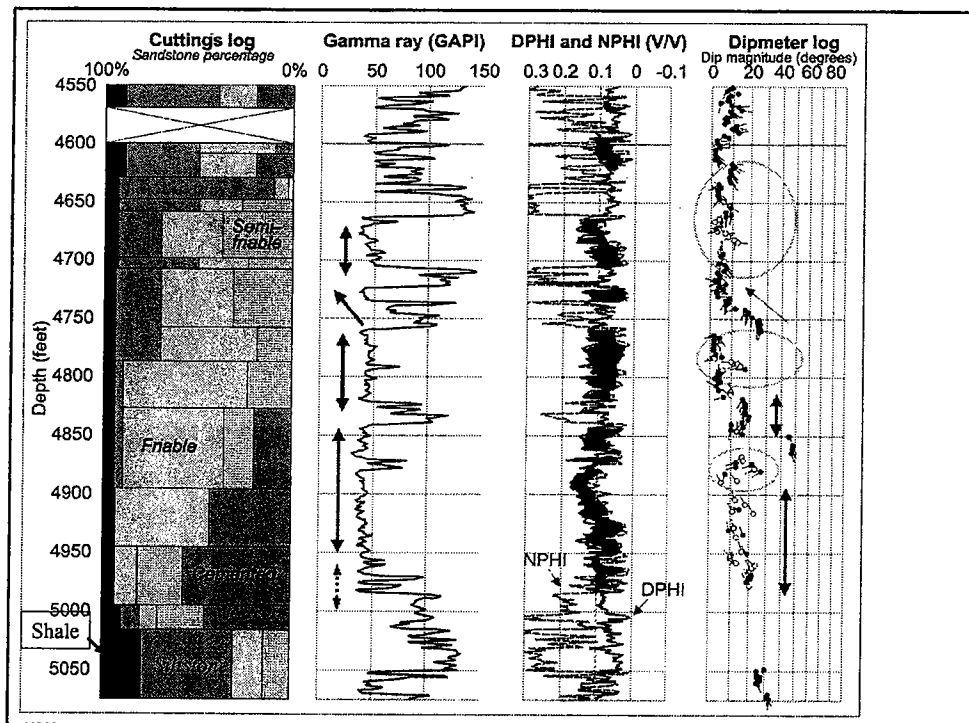 Cuttings log
Sandstone percentage
100% 0%
Gamma ray (GAPI)
0 50 100 150
DPHI and NPHI (V/V)
0.3 0.2 0.1 0 -0.1
Dipmeter log
Dip magnitude (degrees)
0 20 40 60 80
Depth (feet)
4550
4600
4650
4700
4750
4800
4850
4900
4950
5000
5050
Semi-
friable
Friable
Shale
NPHI
DPHI